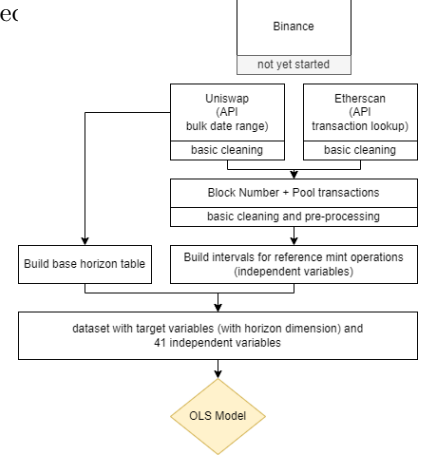 Binance
not yet started
Uniswap
(API
bulk date range)
basic cleaning
Etherscan
(API
transaction lookup)
basic cleaning
Block Number + Pool transactions
basic cleaning and pre-processing
Build base horizon table
Build intervals for reference mint operations
(independent variables)
dataset with target variables (with horizon dimension) and
41 independent variables
OLS Model